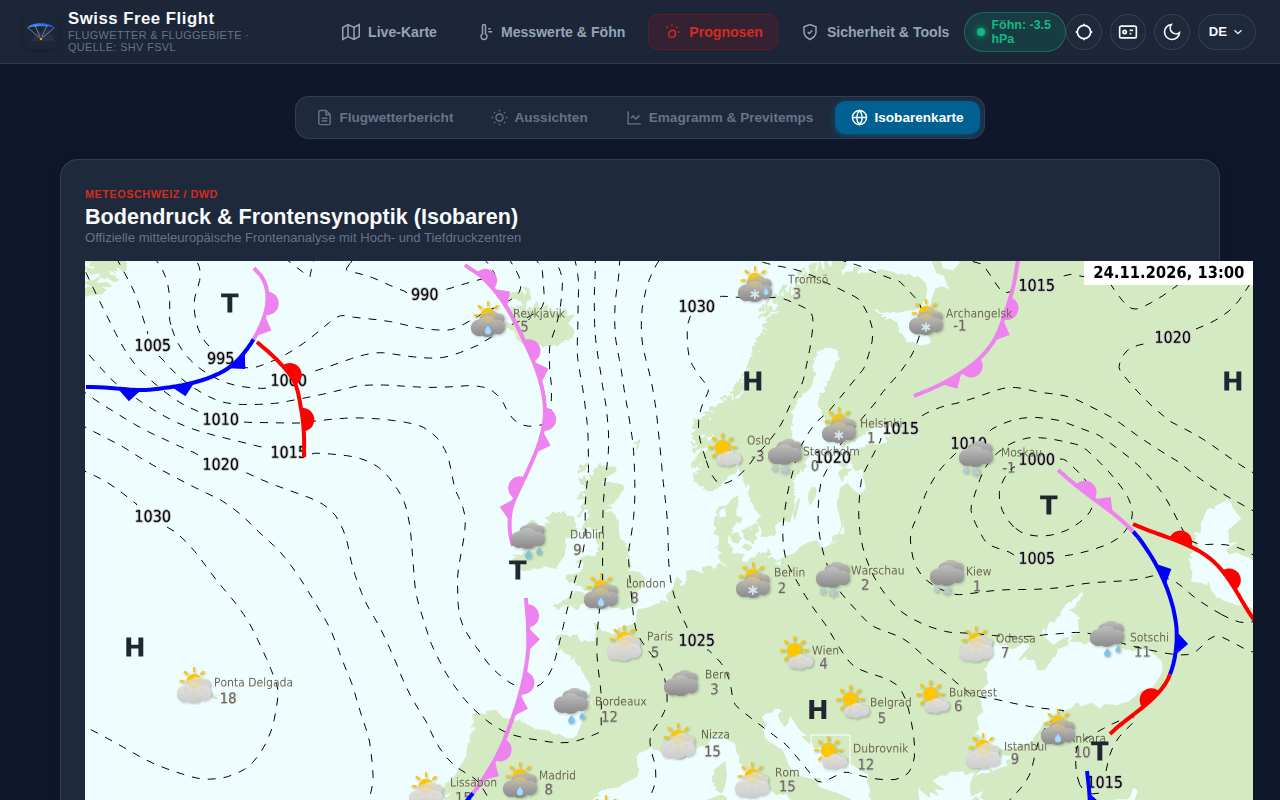 Swiss Free Flight
FLUGWETTER & FLUGGEBIETE ·
QUELLE: SHV FSVL
Live-Karte
Messwerte & Föhn
Prognosen
Sicherheit & Tools
Föhn: -3.5
hPa
DE
Flugwetterbericht
Aussichten
Emagramm & Previtemps
Isobarenkarte
METEOSCHWEIZ / DWD
Bodendruck & Frontensynoptik (Isobaren)
Offizielle mitteleuropäische Frontenanalyse mit Hoch- und Tiefdruckzentren
24.11.2026, 13:00
Tromsö
3
1015
990
T
1030
Reykjavik
Archangelsk
-1
1020
1005
995
1000
H
H
1010
1015
1020
Helsinki
1
1015
Oslo
-3
Stockholm
0
1020
1010
Moskau
-1
1000
1030
T
Dublin
9
1005
T
London
8
Berlin
2
Warschau
2
Kiew
1
H
Paris
5
1025
Wien
4
Odessa
7
Sotschi
11
Ponta Delgada
18
Bern
3
Bordeaux
12
H
Belgrad
5
Bukarest
6
Nizza
15
Dubrovnik
12
Istanbul
9
Ankara
10
T
Lissabon
15
Madrid
8
Rom
15
1015